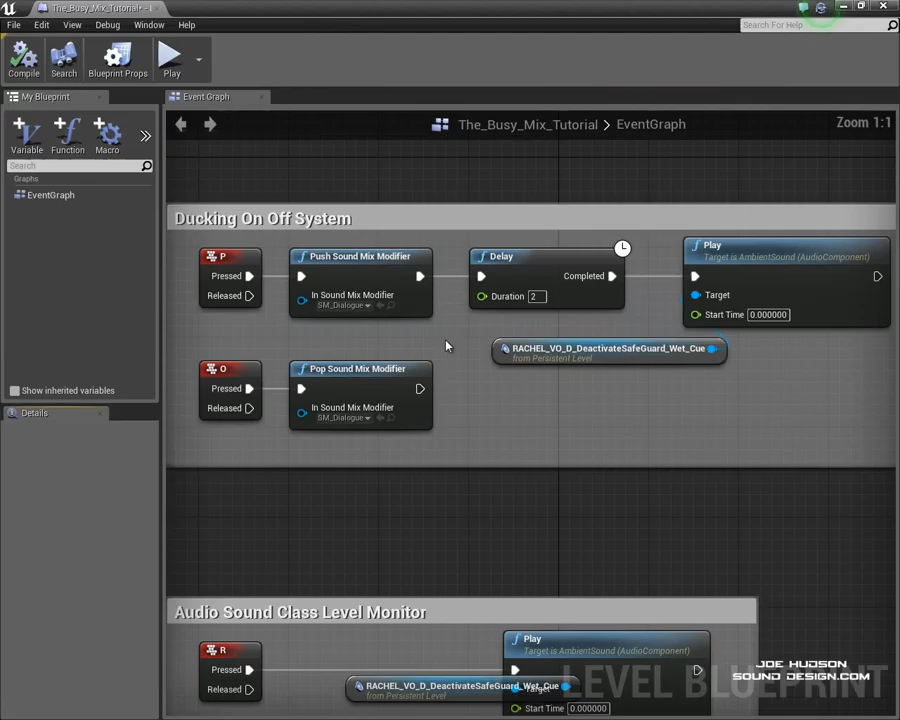 The_Busy_Mix_Tutorial*
File Edit View Debug Window Help
Search For Help
Compile Search Blueprint Props Play
My Blueprint
Event Graph
Variable Function Macro
Search
Graphs
EventGraph
Show inherited variables
Details
The_Busy_Mix_Tutorial > EventGraph
Zoom 1:1
Ducking On Off System
P
Pressed
Released
Push Sound Mix Modifier
In Sound Mix Modifier
SM_Dialogue
Delay
Completed
Duration 2
Play
Target is AmbientSound (AudioComponent)
Target
Start Time 0.000000
RACHEL_VO_D_DeactivateSafeGuard_Wet_Cue
from Persistent Level
O
Pressed
Released
Pop Sound Mix Modifier
In Sound Mix Modifier
SM_Dialogue
Audio Sound Class Level Monitor
R
Pressed
Released
Play
Target is AmbientSound (AudioComponent)
RACHEL_VO_D_DeactivateSafeGuard_Wet_Cue
from Persistent Level
Target
Start Time 0.000000
LEVEL BLUEPRINT
JOE HUDSON
SOUND DESIGN.COM